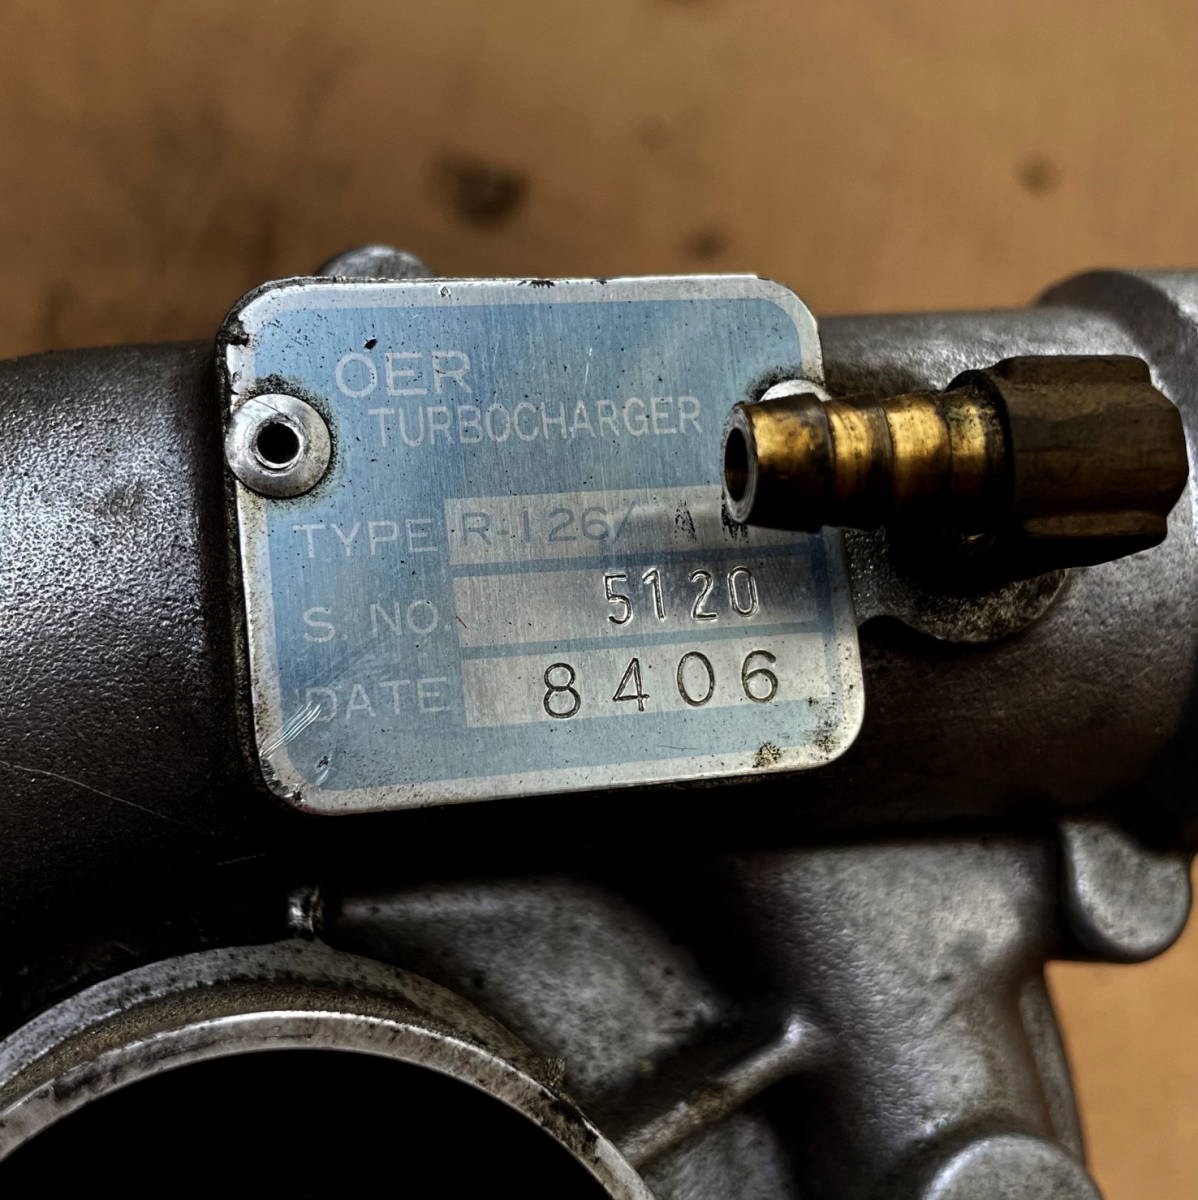 OER
TURBOCHARGER
TYPE R-126/ A
S. NO. 5120
DATE 8406